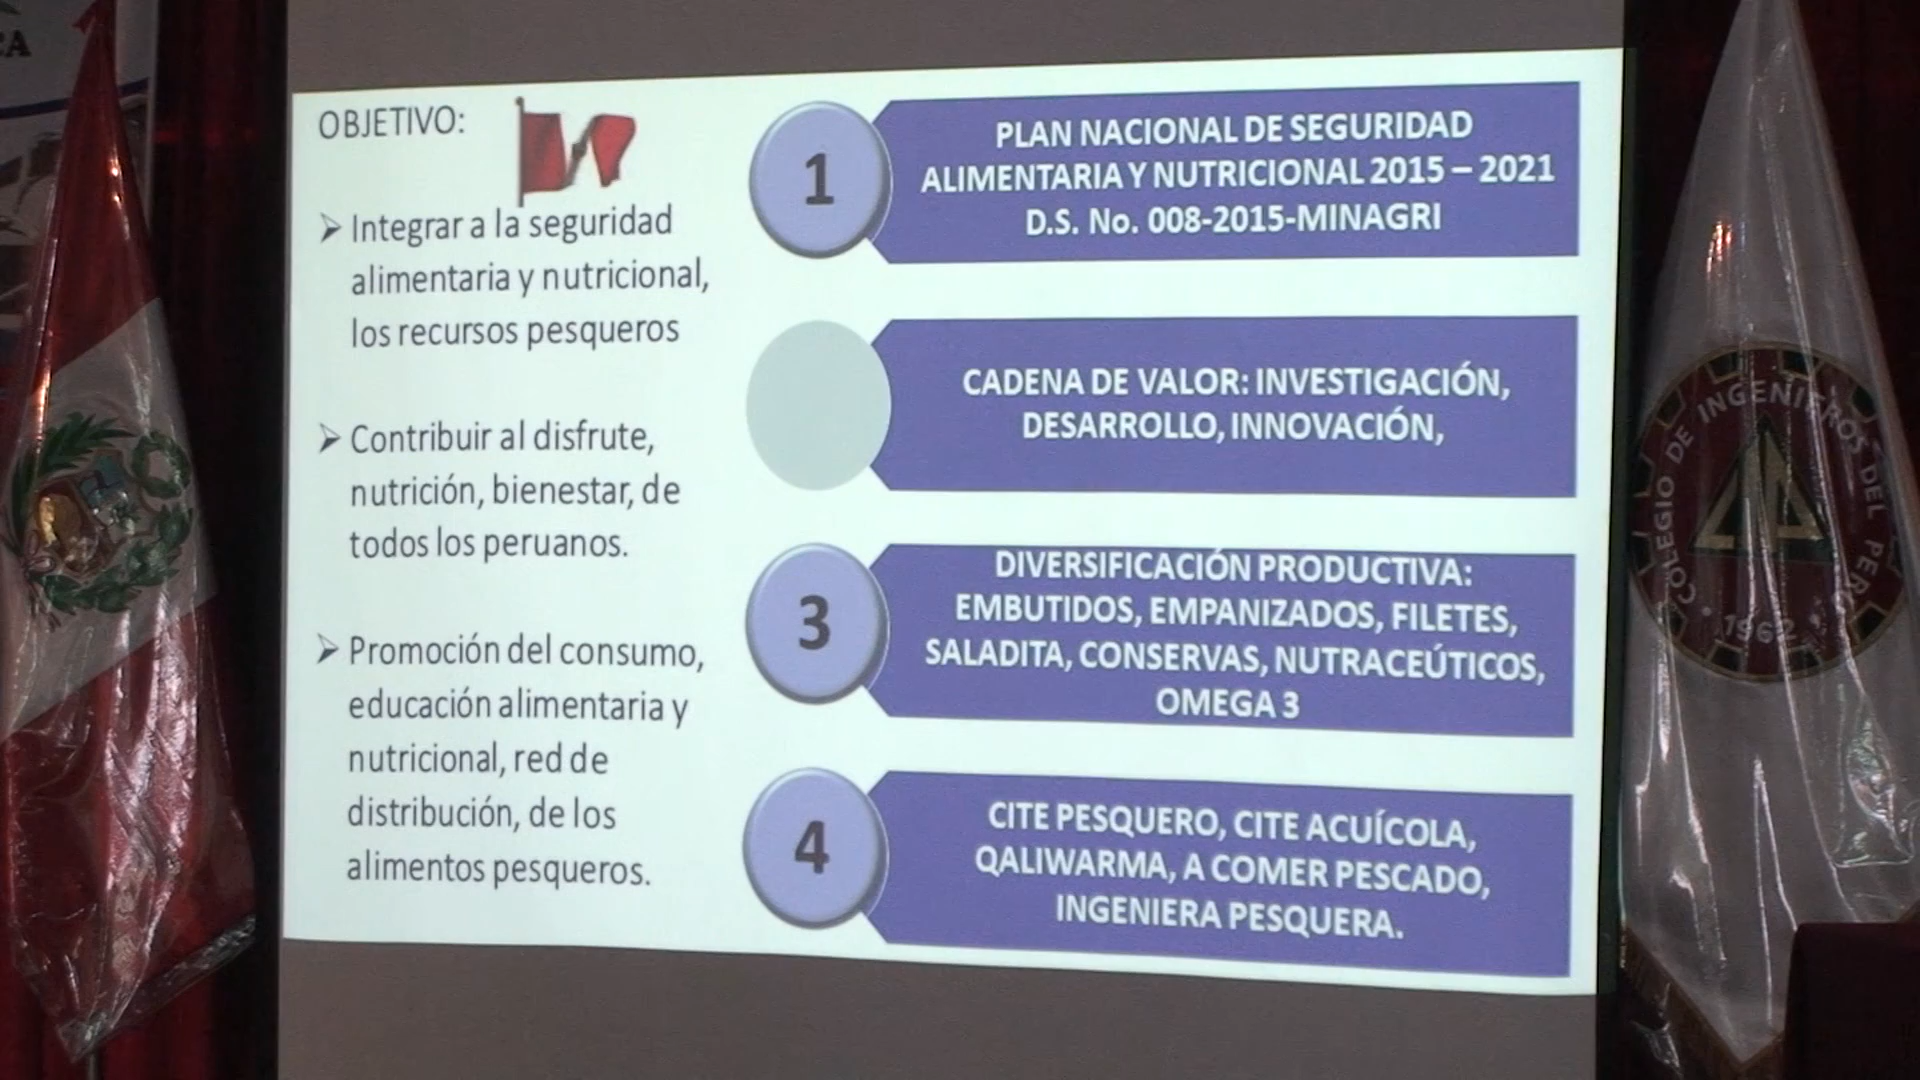 CA
OBJETIVO:
Integrar a la seguridad
alimentaria y nutricional,
los recursos pesqueros
Contribuir al disfrute,
nutrición, bienestar, de
todos los peruanos.
Promoción del consumo,
educación alimentaria y
nutricional, red de
distribución, de los
alimentos pesqueros.
1
PLAN NACIONAL DE SEGURIDAD
ALIMENTARIA Y NUTRICIONAL 2015 – 2021
D.S. No. 008-2015-MINAGRI
CADENA DE VALOR: INVESTIGACIÓN,
DESARROLLO, INNOVACIÓN,
3
DIVERSIFICACIÓN PRODUCTIVA:
EMBUTIDOS, EMPANIZADOS, FILETES,
SALADITA, CONSERVAS, NUTRACEÚTICOS,
OMEGA 3
4
CITE PESQUERO, CITE ACUÍCOLA,
QALIWARMA, A COMER PESCADO,
INGENIERA PESQUERA.
COLEGIO DE INGENIEROS DEL PERÚ
1962